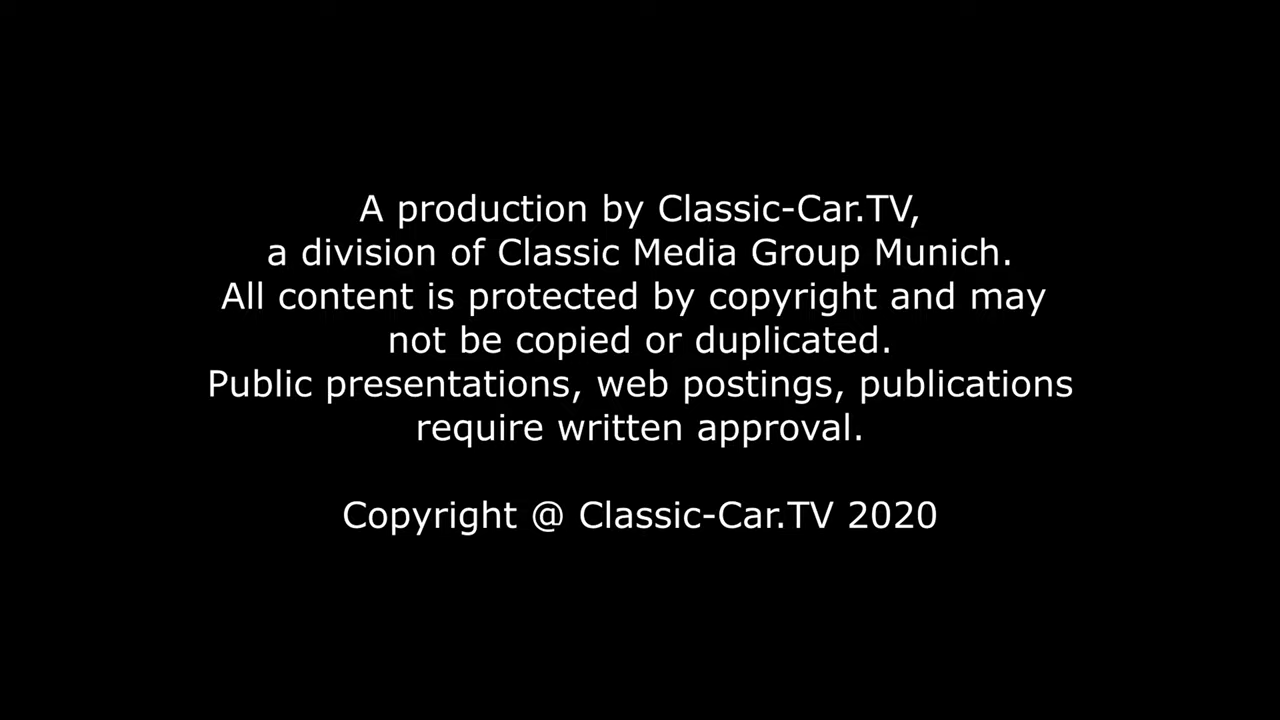 A production by Classic-Car.TV,
a division of Classic Media Group Munich.
All content is protected by copyright and may
not be copied or duplicated.
Public presentations, web postings, publications
require written approval.
Copyright @ Classic-Car.TV 2020